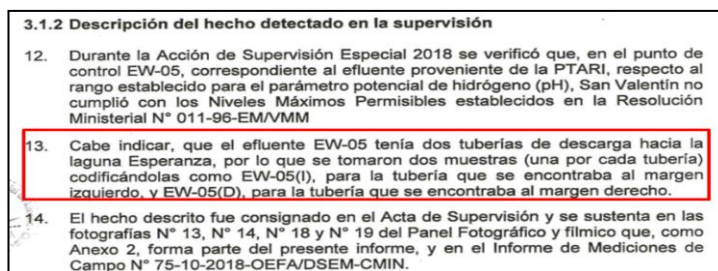 3.1.2 Descripción del hecho detectado en la supervisión
12. Durante la Acción de Supervisión Especial 2018 se verificó que, en el punto de
control EW-05, correspondiente al efluente proveniente de la PTARI, respecto al
rango establecido para el parámetro potencial de hidrógeno (pH), San Valentín no
cumplió con los Niveles Máximos Permisibles establecidos en la Resolución
Ministerial N° 011-96-EM/VMM
13. Cabe indicar, que el efluente EW-05 tenía dos tuberías de descarga hacia la
laguna Esperanza, por lo que se tomaron dos muestras (una por cada tubería)
codificándolas como EW-05(I), para la tubería que se encontraba al margen
izquierdo, y EW-05(D), para la tubería que se encontraba al margen derecho.
14. El hecho descrito fue consignado en el Acta de Supervisión y se sustenta en las
fotografías N° 13, N° 14, N° 18 y N° 19 del Panel Fotográfico y fílmico que, como
Anexo 2, forma parte del presente informe, y en el Informe de Mediciones de
Campo N° 75-10-2018-OEFA/DSEM-CMIN.